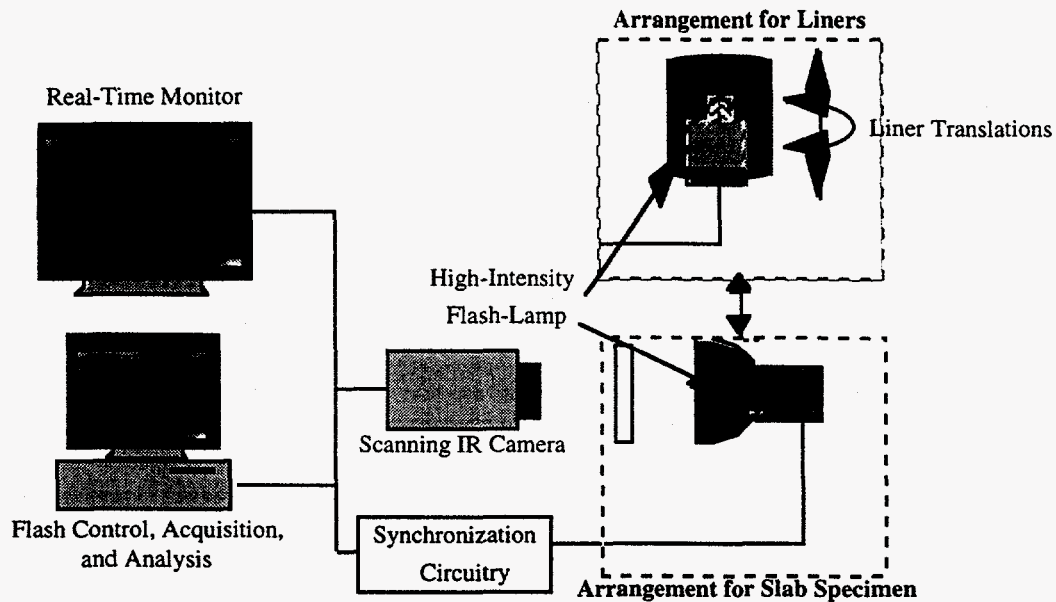 Arrangement for Liners
Real-Time Monitor
Liner Translations
High-Intensity
Flash-Lamp
Scanning IR Camera
Flash Control, Acquisition,
and Analysis
Synchronization
Circuitry
Arrangement for Slab Specimen